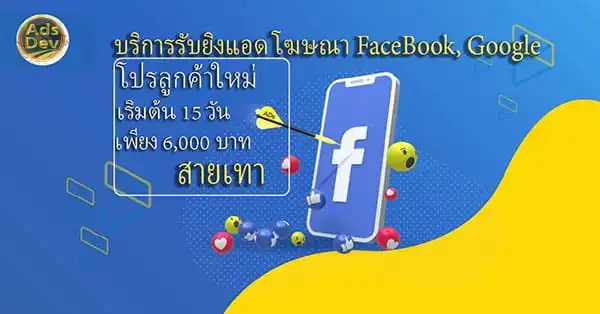 Ads
Dev
บริการรับยิงแอด โฆษณา FaceBook, Google
โปรลูกค้าใหม่
เริ่มต้น 15 วัน
เพียง 6,000 บาท
สายเทา
ADs
f